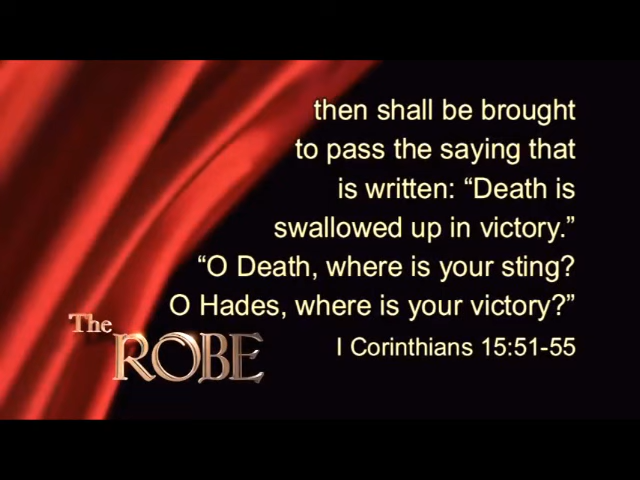 then shall be brought
to pass the saying that
is written: “Death is
swallowed up in victory.”
“O Death, where is your sting?
O Hades, where is your victory?”
I Corinthians 15:51-55
The
ROBE